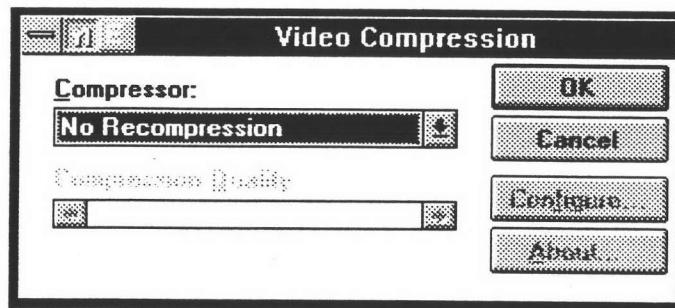 Video Compression
Compressor:
No Recompression
Compression Quality
OK
Cancel
Configure...
About...